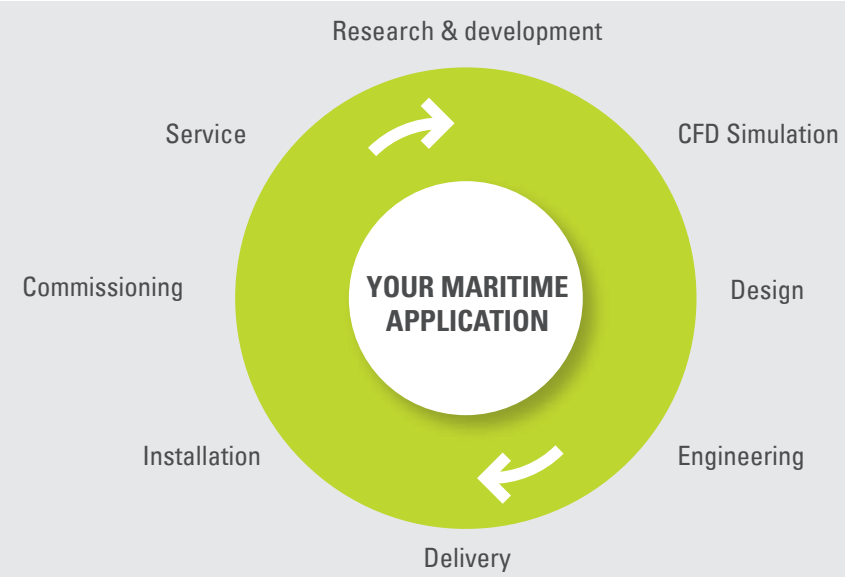 Research & development
Service
CFD Simulation
Commissioning
YOUR MARITIME
APPLICATION
Design
Installation
Engineering
Delivery